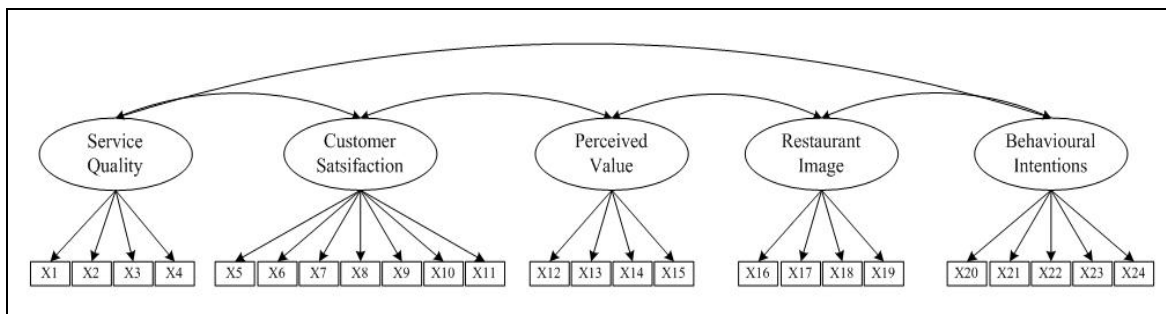 Service
Quality
Customer
Satsifaction
Perceived
Value
Restaurant
Image
Behavioural
Intentions
X1 X2 X3 X4 X5 X6 X7 X8 X9 X10 X11 X12 X13 X14 X15 X16 X17 X18 X19 X20 X21 X22 X23 X24